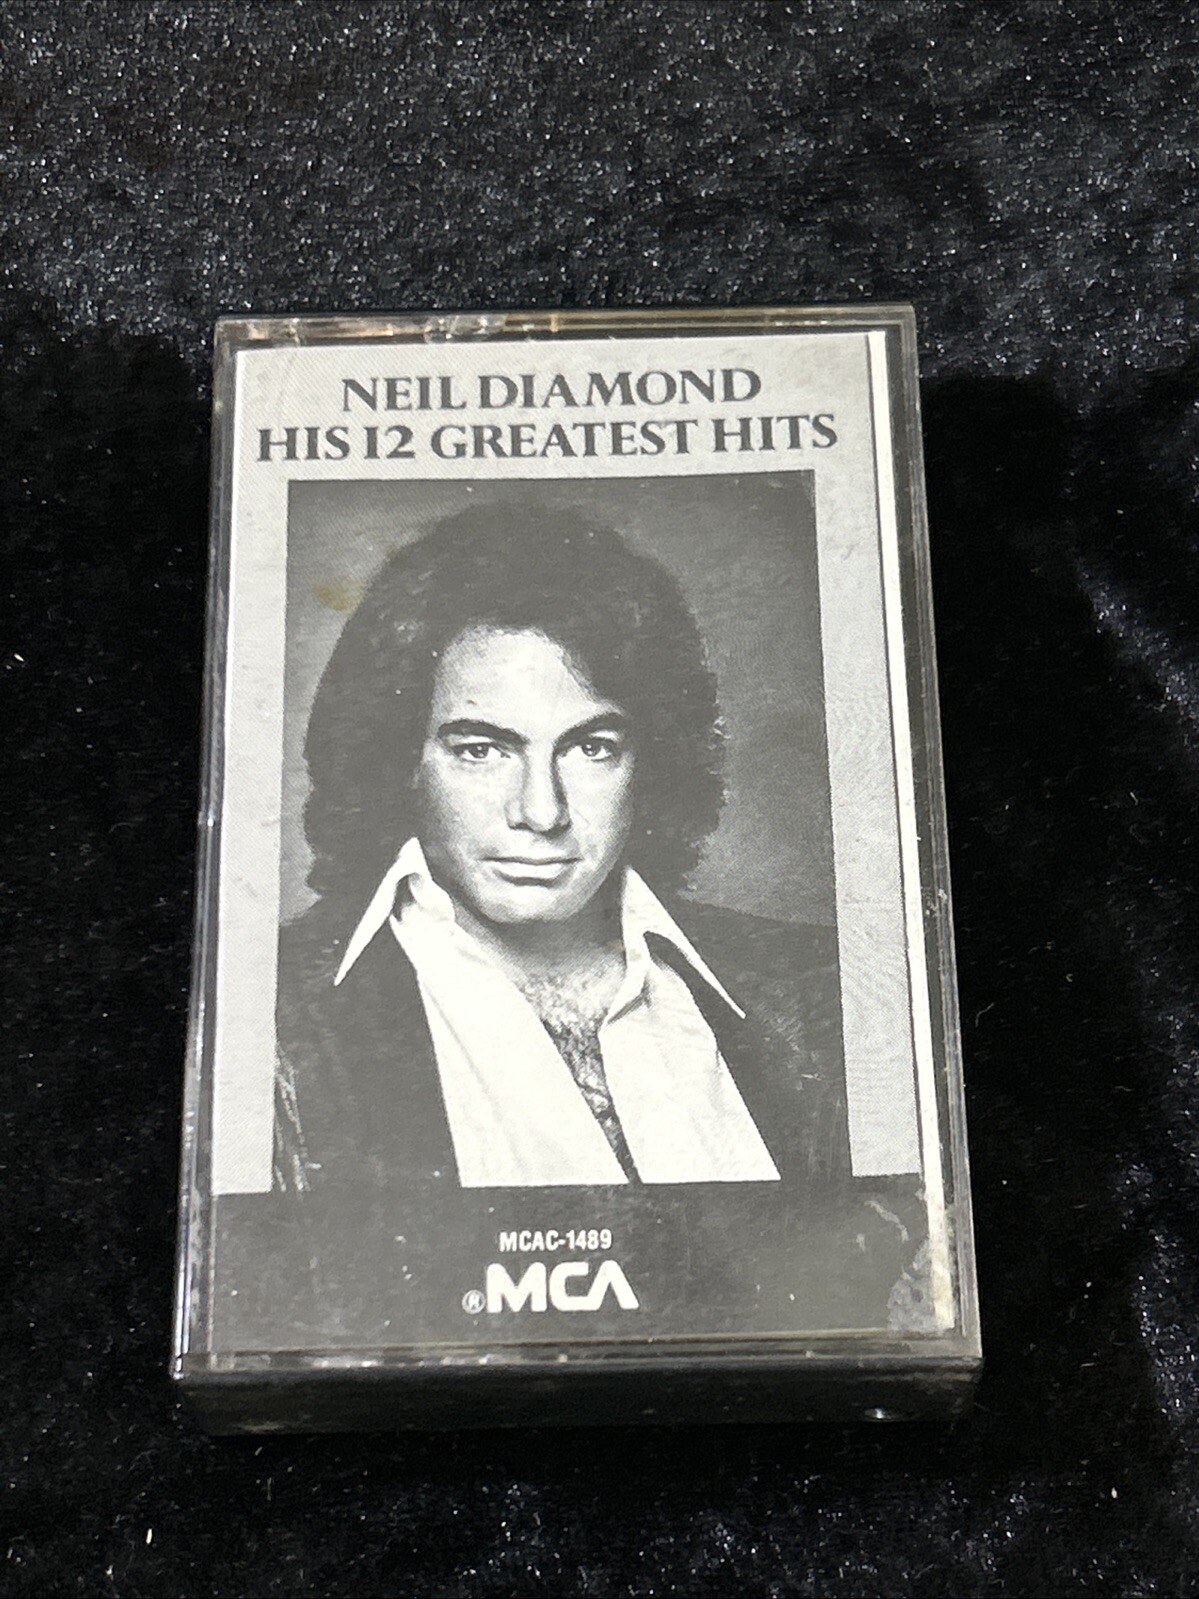 NEIL DIAMOND
HIS 12 GREATEST HITS
MCAC-1489
®MCA